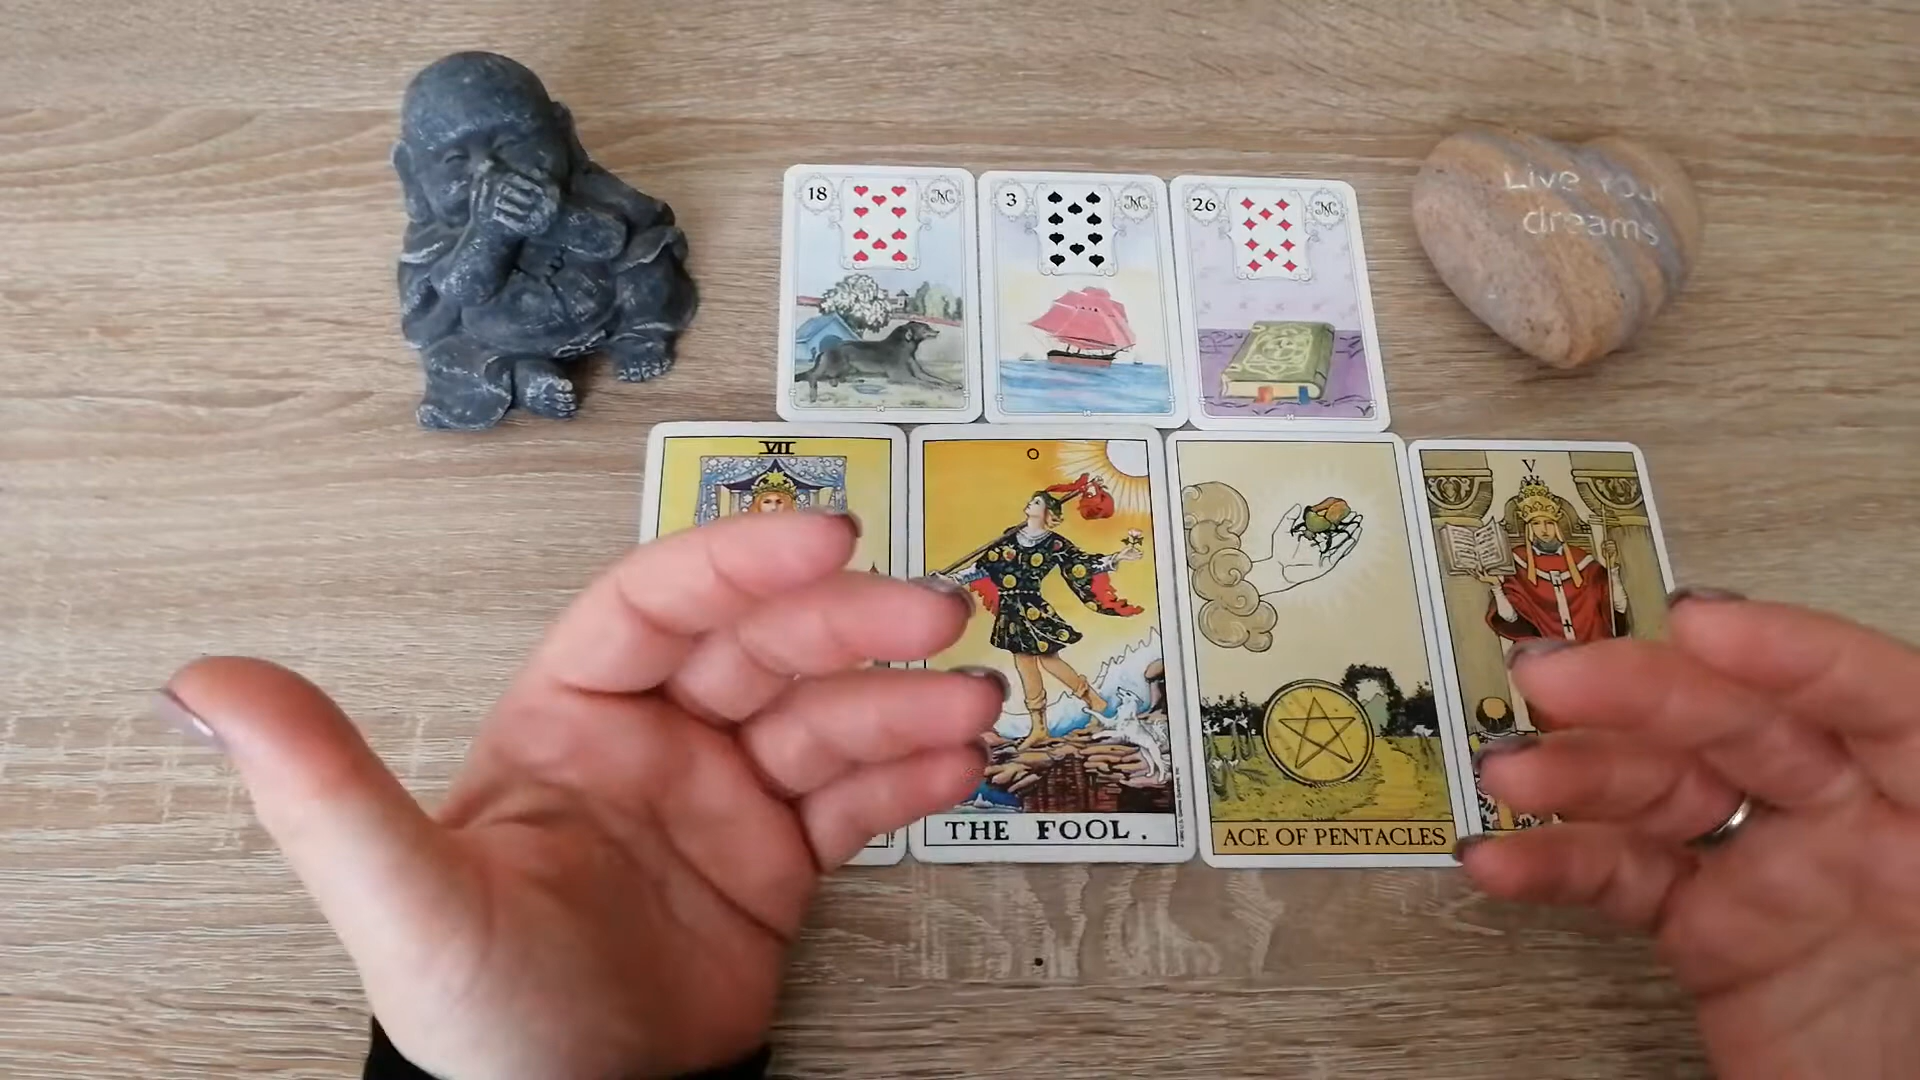 18
3
26
Live Your
dreams
VII
0
V
THE FOOL.
ACE OF PENTACLES